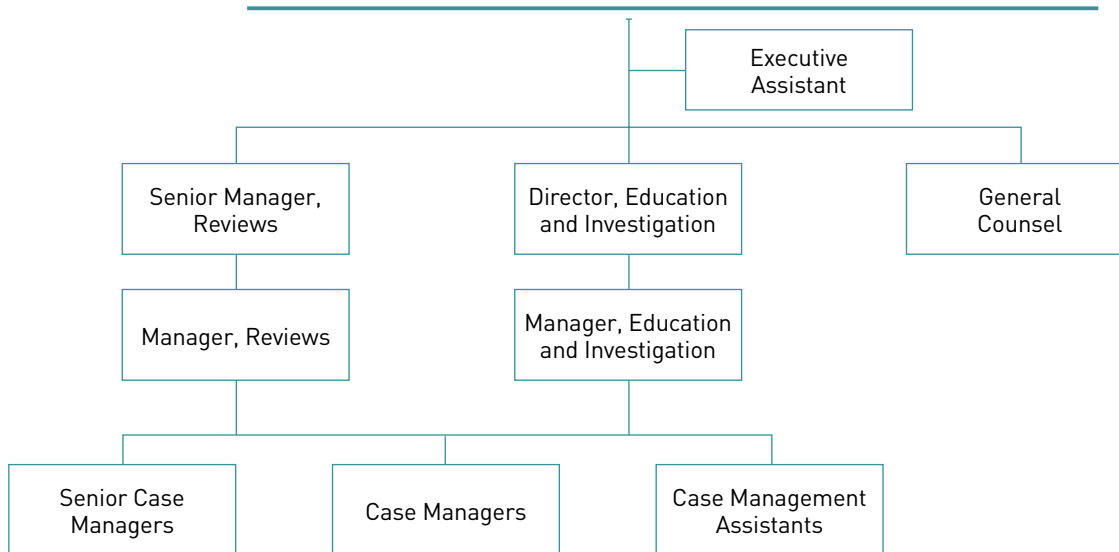 Executive
Assistant
Senior Manager,
Reviews
Director, Education
and Investigation
General
Counsel
Manager, Reviews
Manager, Education
and Investigation
Senior Case
Managers
Case Managers
Case Management
Assistants